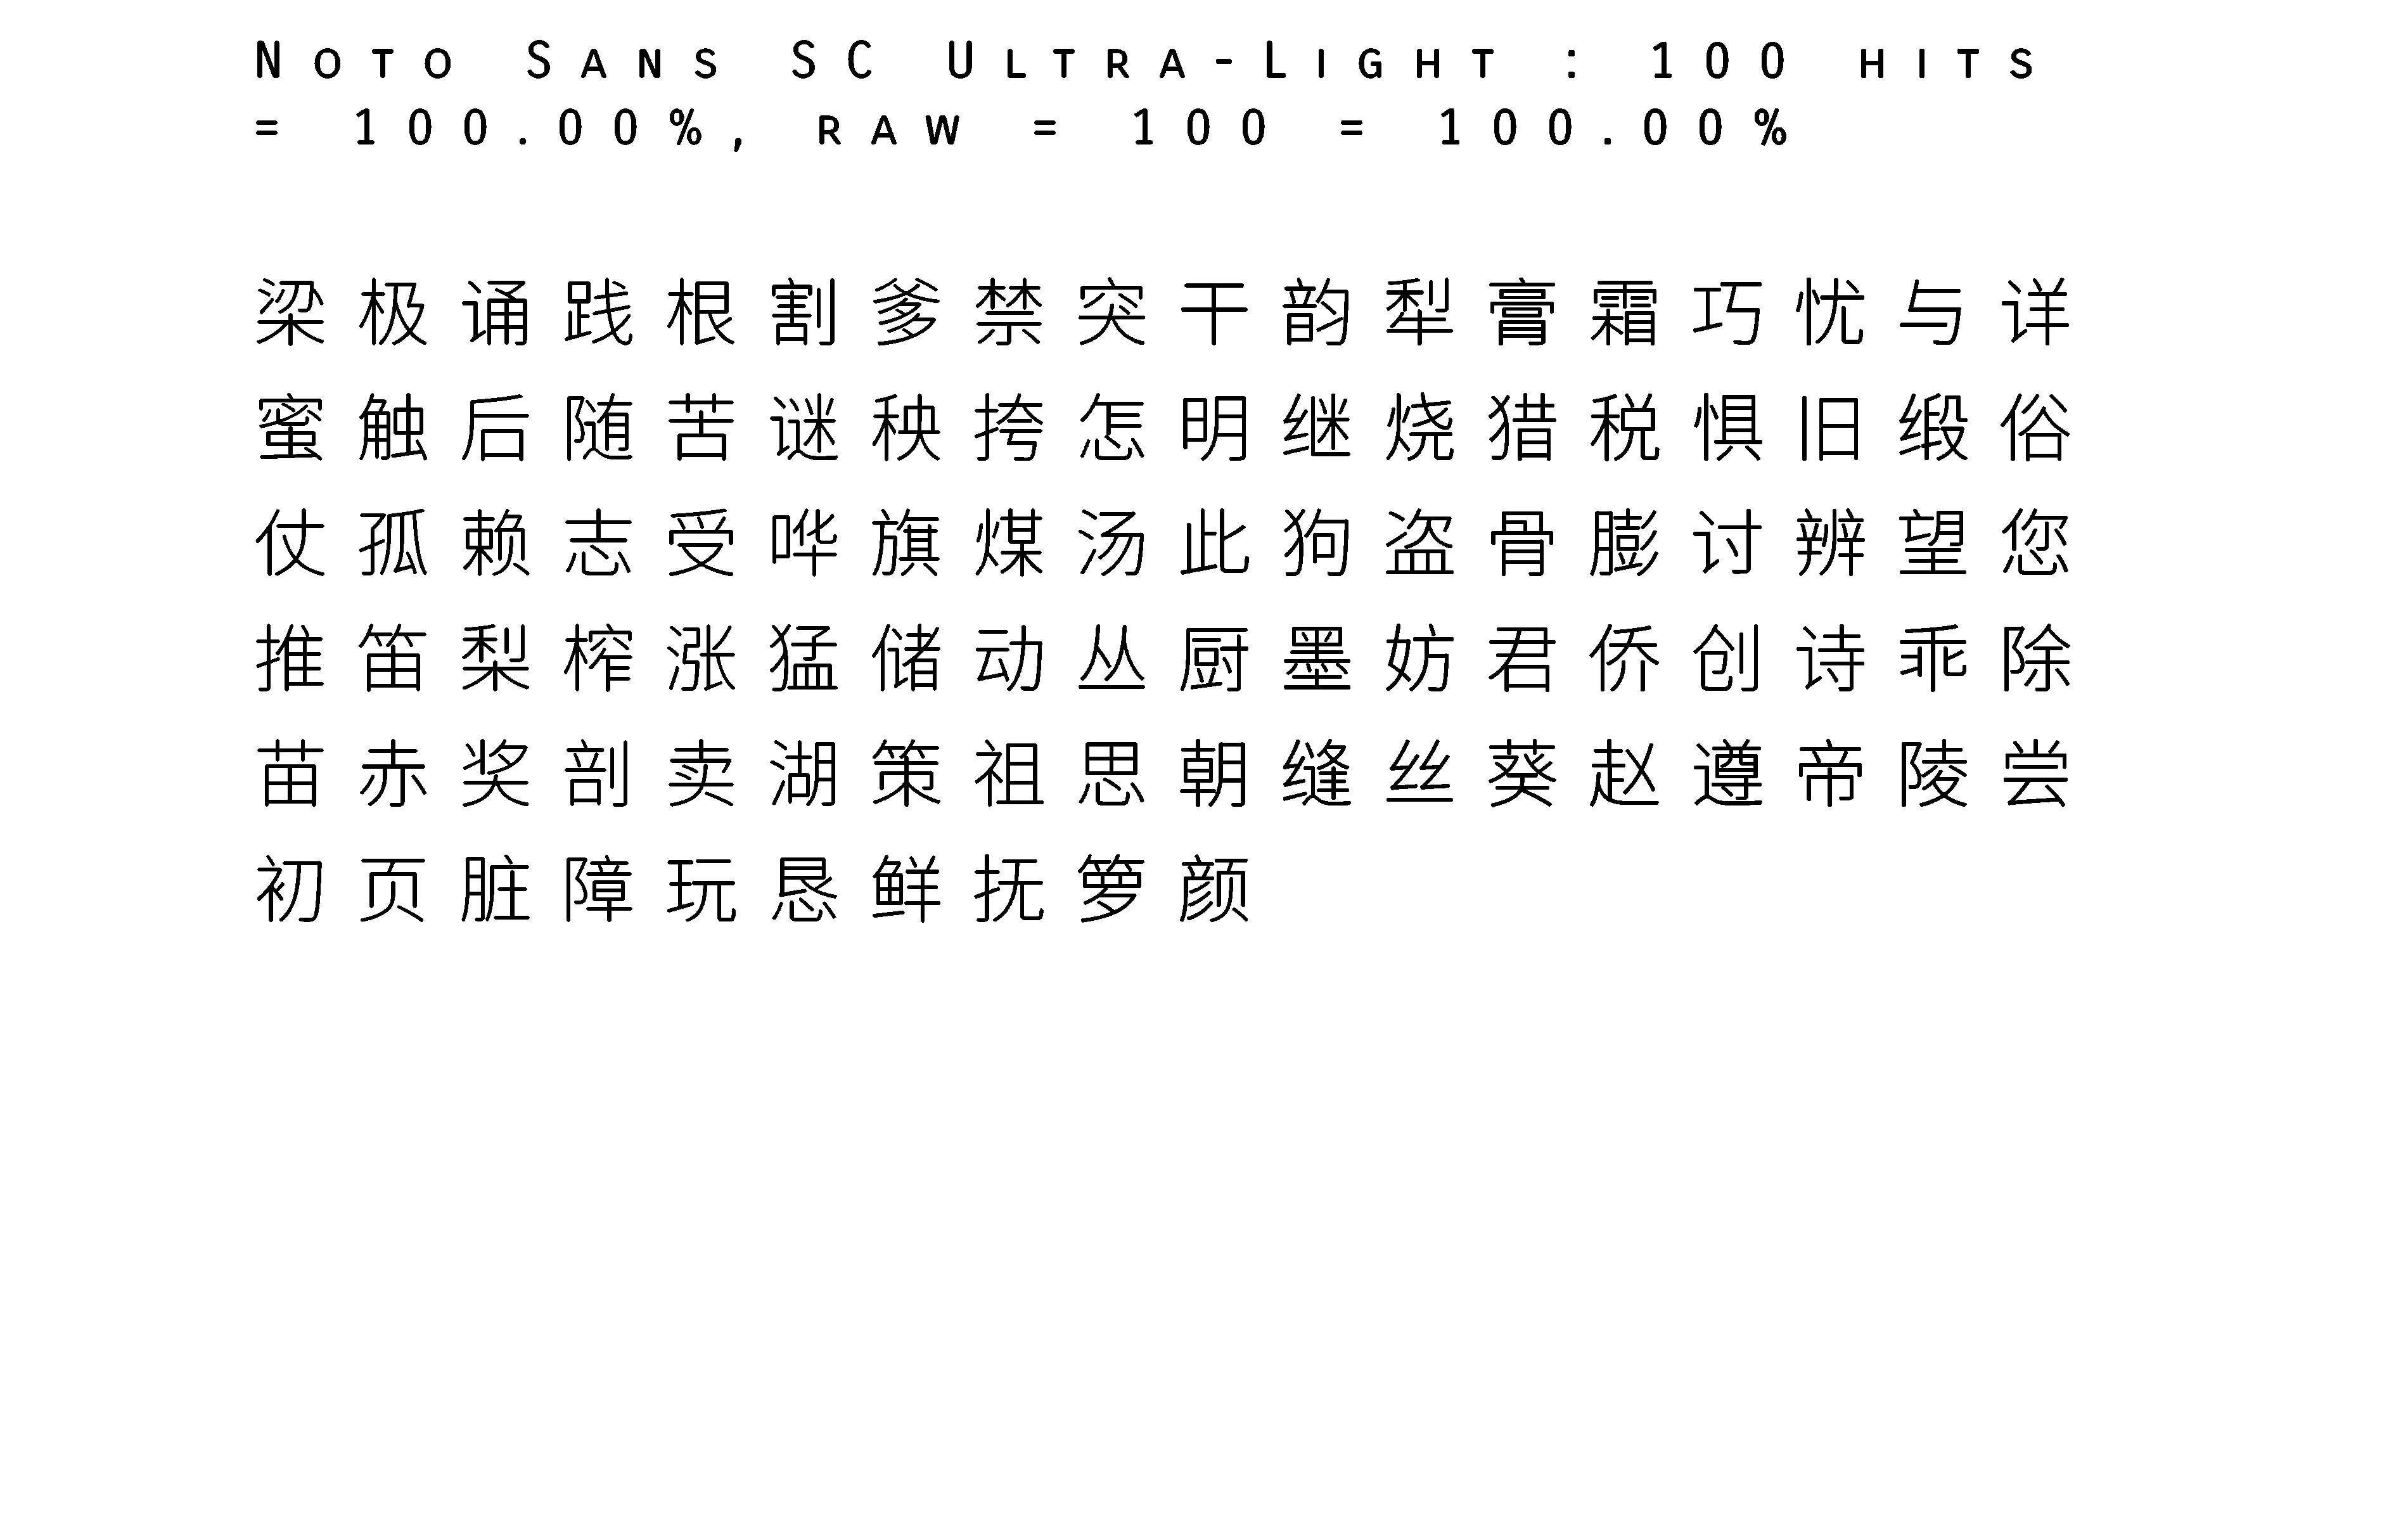 Noto Sans SC Ultra-Light : 100 hits
= 100.00%, raw = 100 = 100.00%
梁极诵践根割爹禁突干韵犁膏霜巧忧与详
蜜触后随苦谜秧挎怎明继烧猎税惧旧缎俗
仗孤赖志受哗旗煤汤此狗盗骨膨讨辨望您
推笛梨榨涨猛储动丛厨墨妨君侨创诗乖除
苗赤奖剖卖湖策祖思朝缝丝葵赵遵帝陵尝
初页脏障玩恳鲜抚箩颜